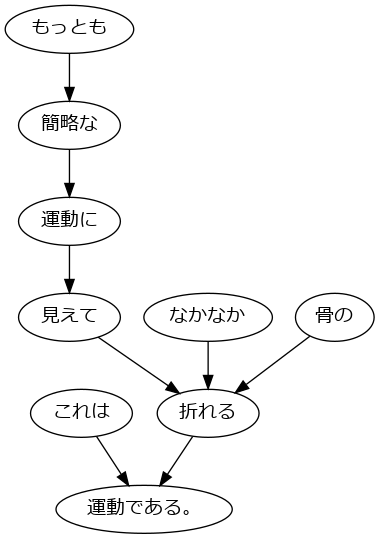 もっとも
簡略な
運動に
見えて
なかなか
骨の
これは
折れる
運動である。